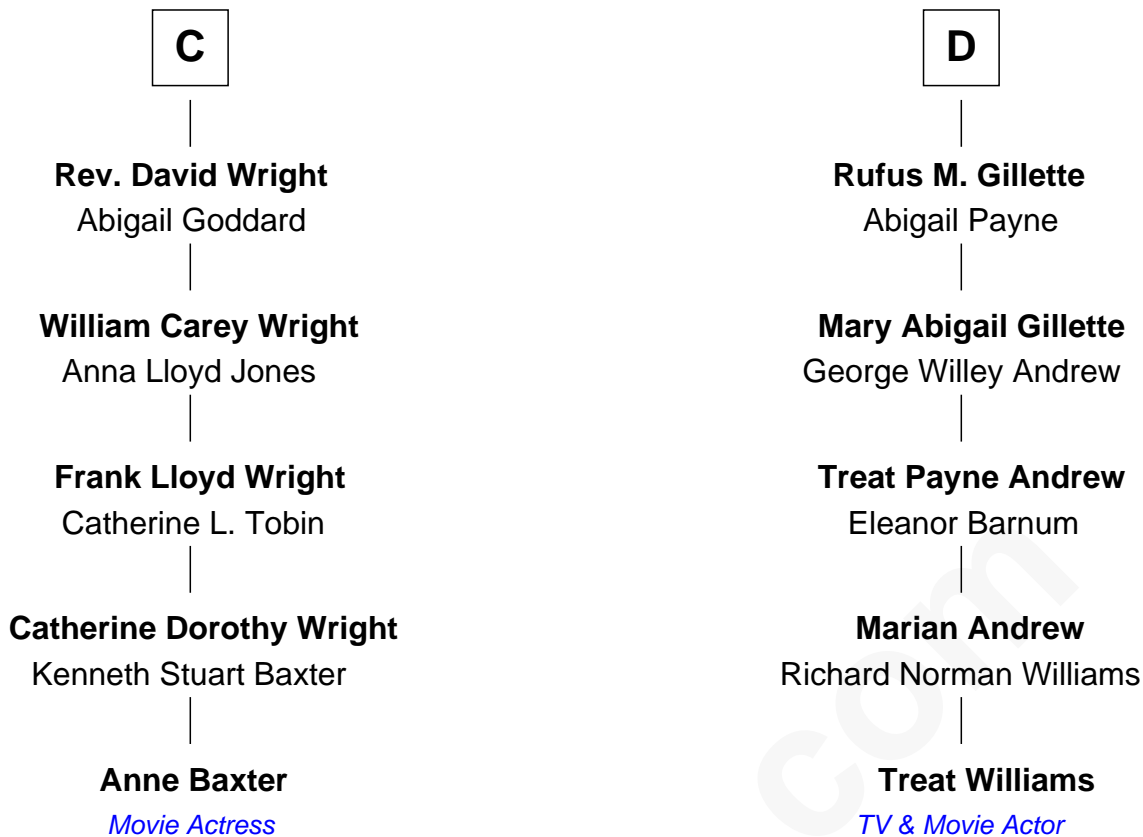 C
Rev. David Wright
Abigail Goddard
William Carey Wright
Anna Lloyd Jones
Frank Lloyd Wright
Catherine L. Tobin
Catherine Dorothy Wright
Kenneth Stuart Baxter
Anne Baxter
Movie Actress
D
Rufus M. Gillette
Abigail Payne
Mary Abigail Gillette
George Willey Andrew
Treat Payne Andrew
Eleanor Barnum
Marian Andrew
Richard Norman Williams
Treat Williams
TV & Movie Actor
com